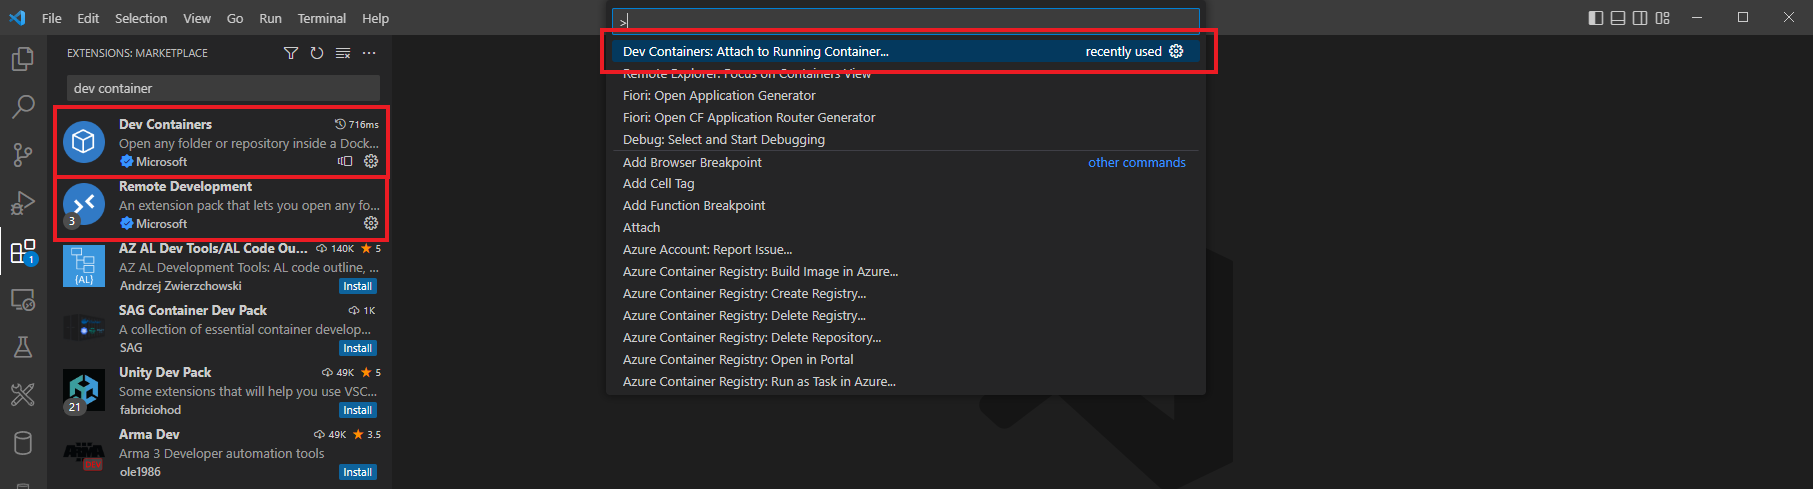 File Edit Selection View Go Run Terminal Help
EXTENSIONS: MARKETPLACE
dev container
Dev Containers 716ms
Open any folder or repository inside a Dock...
Microsoft
Remote Development
An extension pack that lets you open any fo...
3 Microsoft
AZ AL Dev Tools/AL Code Ou... 140K 5
AZ AL Development Tools: AL code outline, ...
{AL} Andrzej Zwierzchowski Install
SAG Container Dev Pack 1K
A collection of essential container develop...
SAG Install
Unity Dev Pack 49K 5
Some extensions that will help you use VSC...
21 fabriciohod Install
Arma Dev 49K 3.5
Arma 3 Developer automation tools
ole1986 Install
1
>
Dev Containers: Attach to Running Container... recently used
Remote Explorer: Focus on Containers View
Fiori: Open Application Generator
Fiori: Open CF Application Router Generator
Debug: Select and Start Debugging
Add Browser Breakpoint other commands
Add Cell Tag
Add Function Breakpoint
Attach
Azure Account: Report Issue...
Azure Container Registry: Build Image in Azure...
Azure Container Registry: Create Registry...
Azure Container Registry: Delete Registry...
Azure Container Registry: Delete Repository...
Azure Container Registry: Open in Portal
Azure Container Registry: Run as Task in Azure...